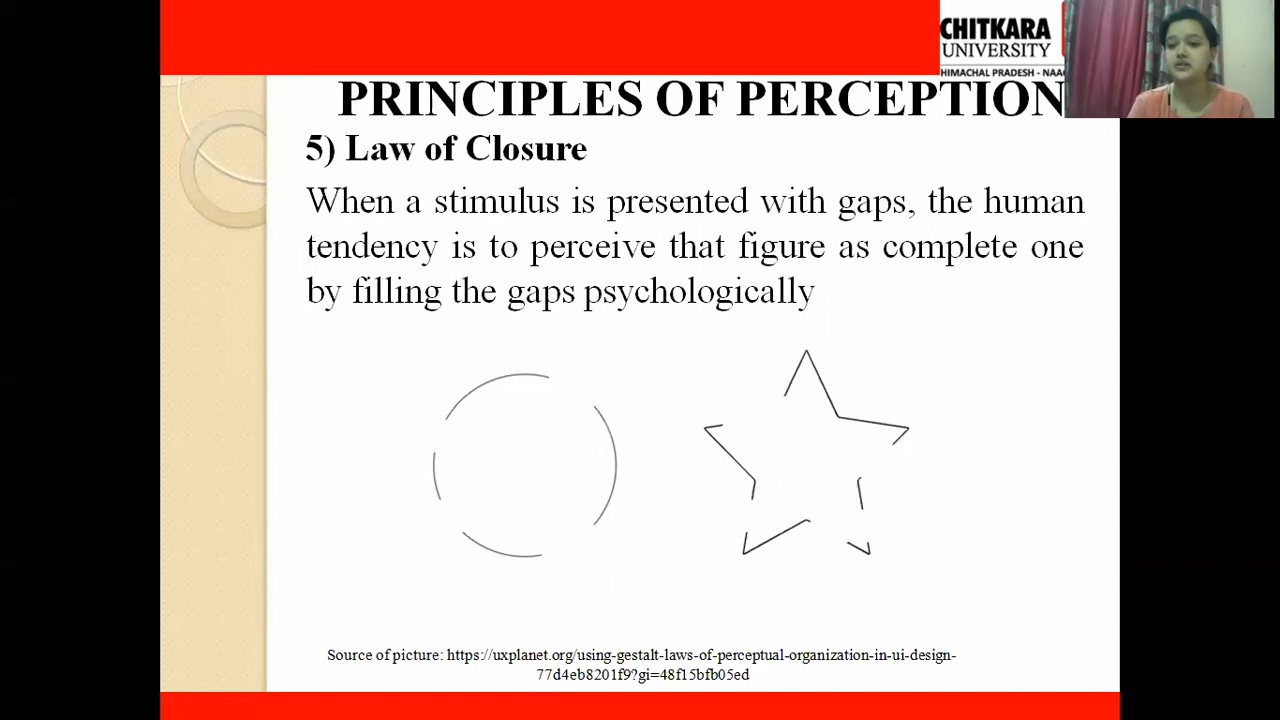 CHITKARA
UNIVERSITY
HIMACHAL PRADESH - NAA
PRINCIPLES OF PERCEPTION
5) Law of Closure
When a stimulus is presented with gaps, the human
tendency is to perceive that figure as complete one
by filling the gaps psychologically
Source of picture: https://uxplanet.org/using-gestalt-laws-of-perceptual-organization-in-ui-design-
77d4eb8201f9?gi=48f15bfb05ed